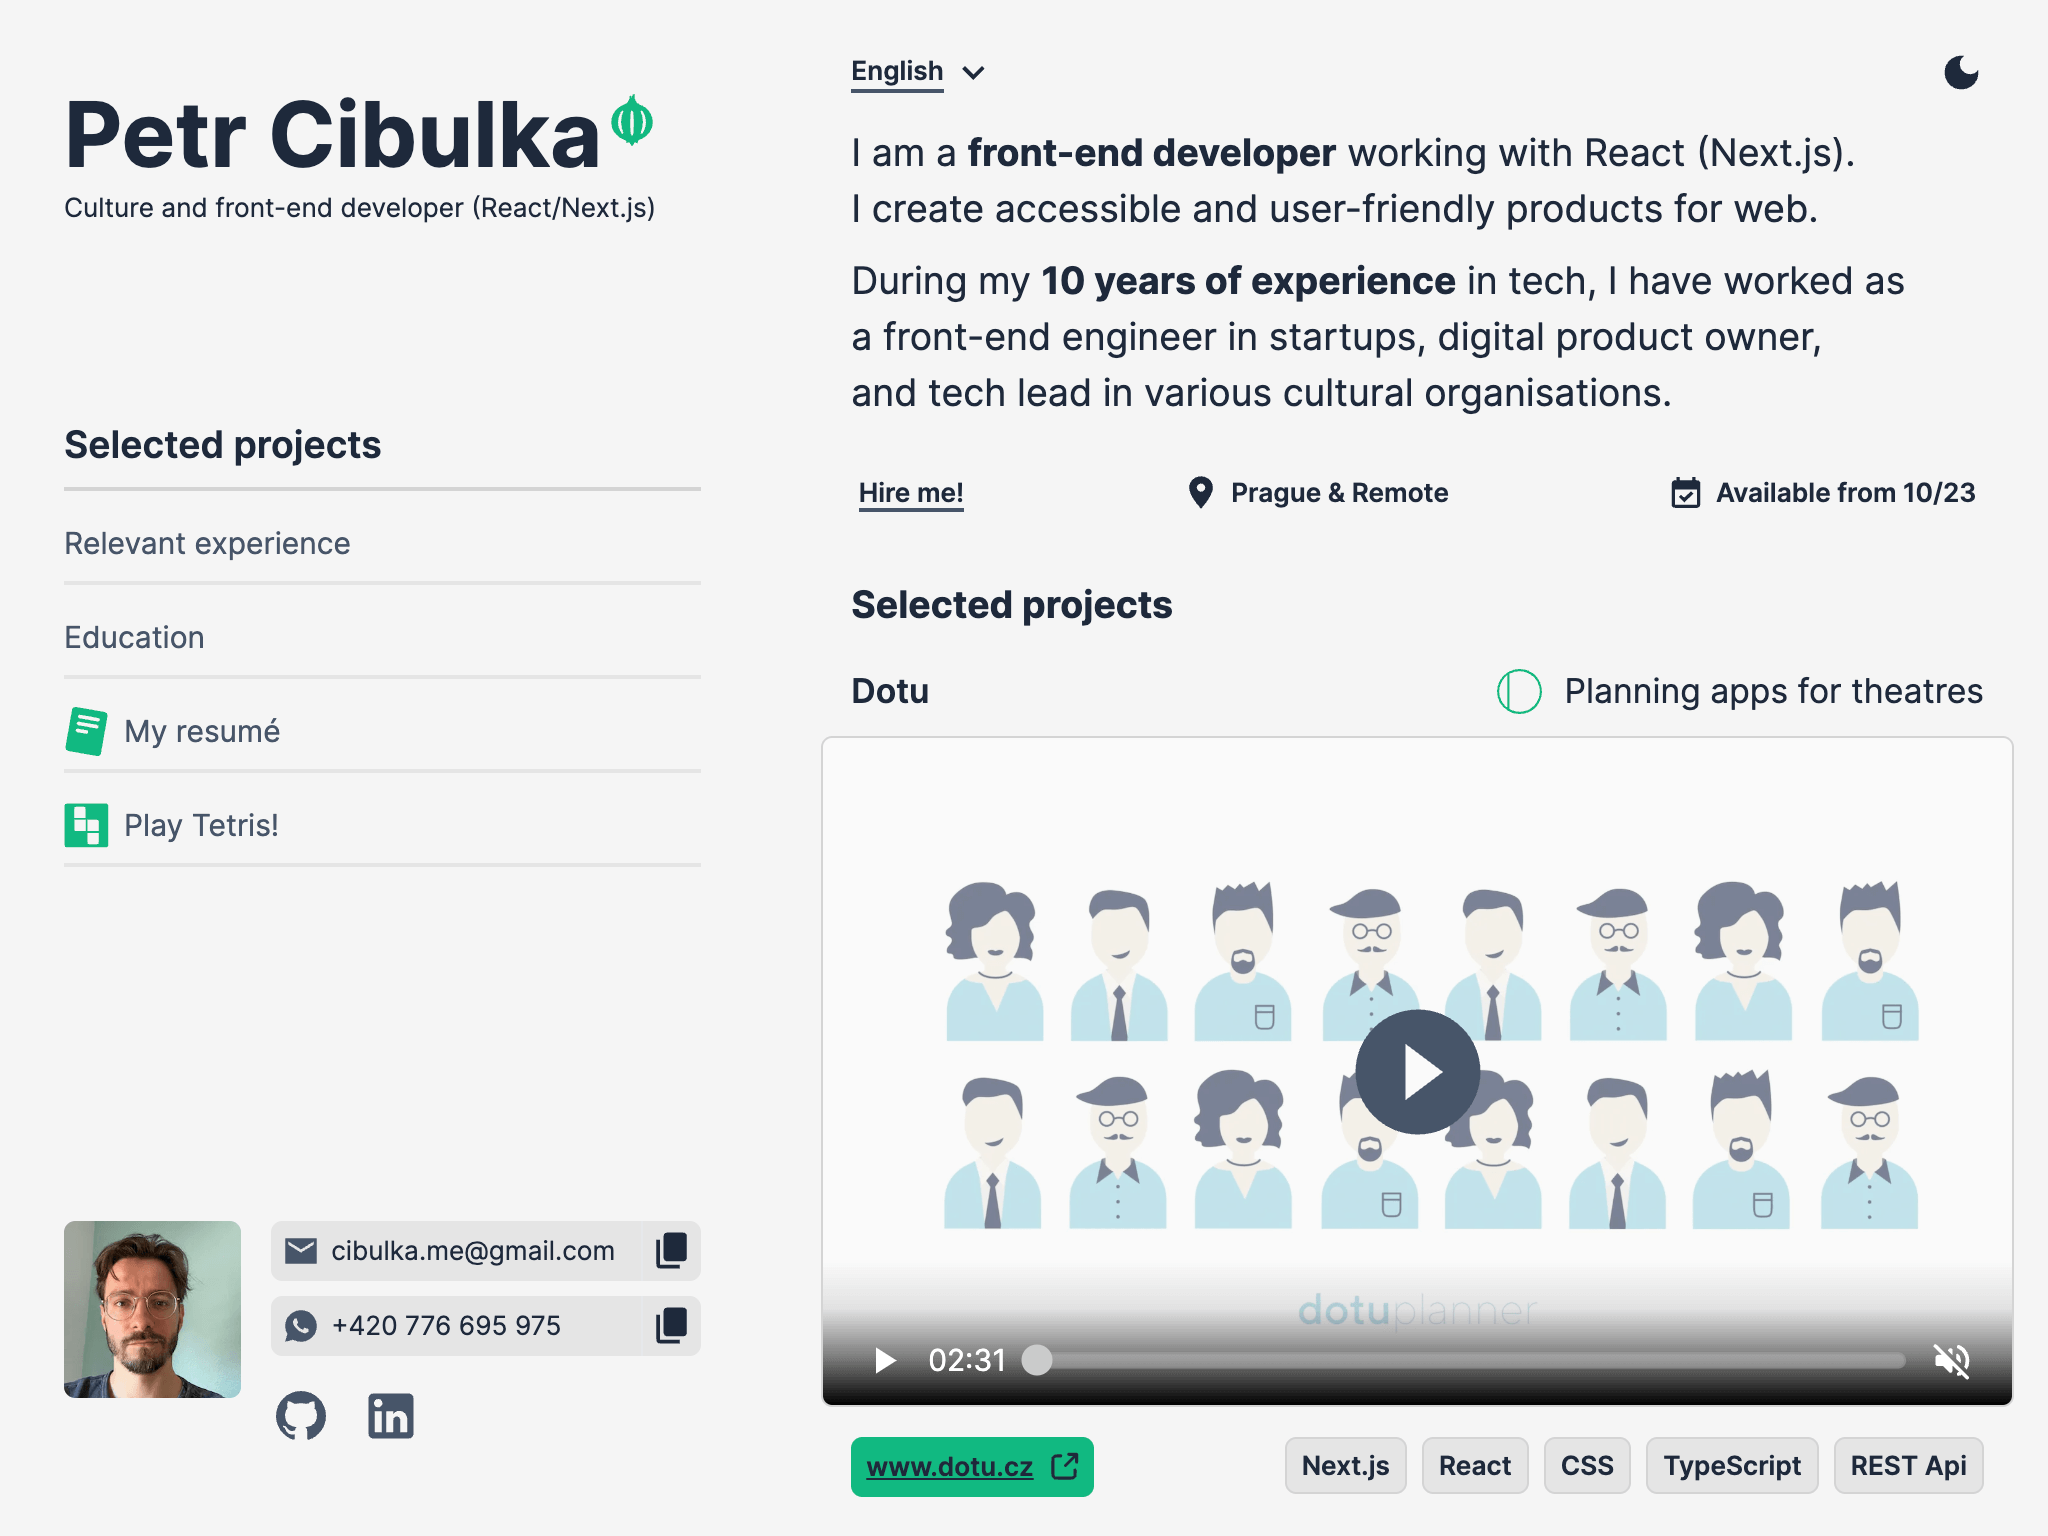 Petr Cibulka
Culture and front-end developer (React/Next.js)
Selected projects
Relevant experience
Education
My resumé
Play Tetris!
cibulka.me@gmail.com
+420 776 695 975
in
English
I am a front-end developer working with React (Next.js).
I create accessible and user-friendly products for web.
During my 10 years of experience in tech, I have worked as
a front-end engineer in startups, digital product owner,
and tech lead in various cultural organisations.
Hire me!
Prague & Remote
Available from 10/23
Selected projects
Dotu
Planning apps for theatres
dotuplanner
02:31
www.dotu.cz
Next.js
React
CSS
TypeScript
REST Api